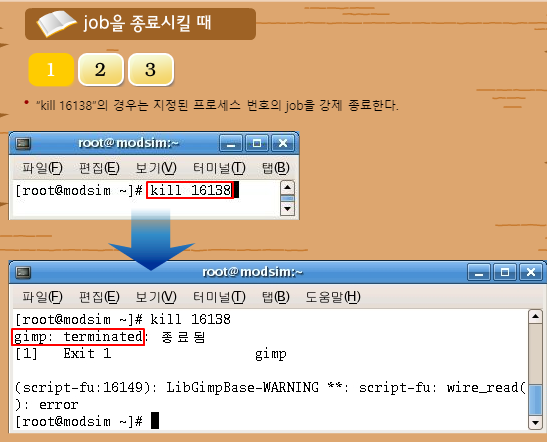 job을 종료시킬 때
1 2 3
• "kill 16138"의 경우는 지정된 프로세스 번호의 job을 강제 종료한다.
root@modsim:~
파일(F) 편집(E) 보기(V) 터미널(T) 탭(B)
[root@modsim ~]# kill 16138
root@modsim:~
파일(F) 편집(E) 보기(V) 터미널(T) 탭(B) 도움말(H)
[root@modsim ~]# kill 16138
gimp: terminated: 종료됨
[1] Exit 1 gimp
(script-fu:16149): LibGimpBase-WARNING **: script-fu: wire_read(
): error
[root@modsim ~]#